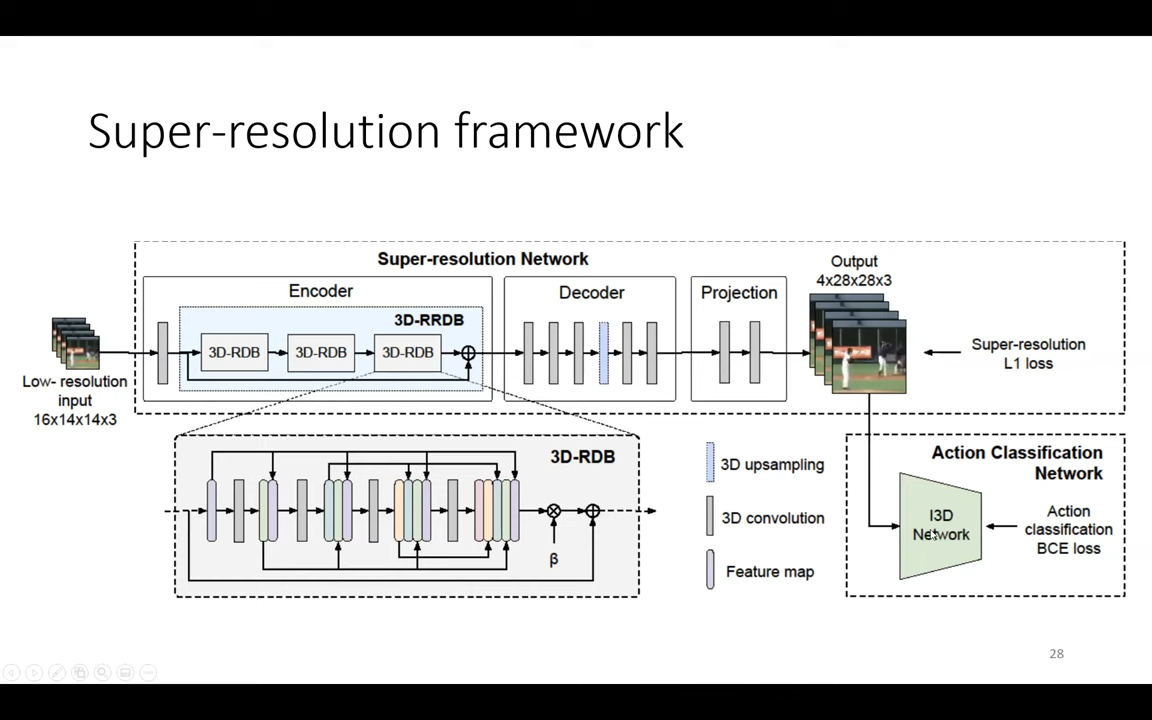 Super-resolution framework
Super-resolution Network
Encoder
3D-RRDB
3D-RDB
3D-RDB
3D-RDB
Decoder
Projection
Output
4x28x28x3
Low- resolution
input
16x14x14x3
Super-resolution
L1 loss
3D-RDB
β
3D upsampling
3D convolution
Feature map
Action Classification
Network
I3D
Network
Action
classification
BCE loss
28